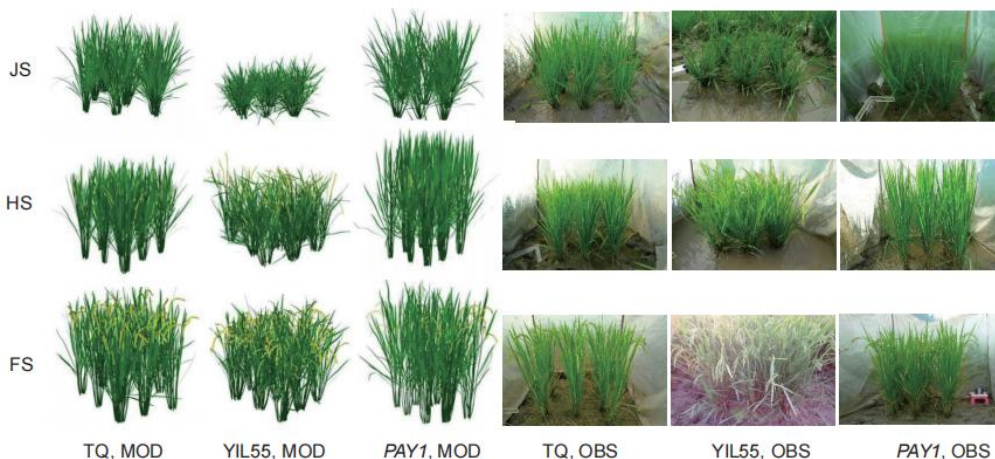 JS
HS
FS
TQ, MOD YIL55, MOD PAY1, MOD TQ, OBS YIL55, OBS PAY1, OBS